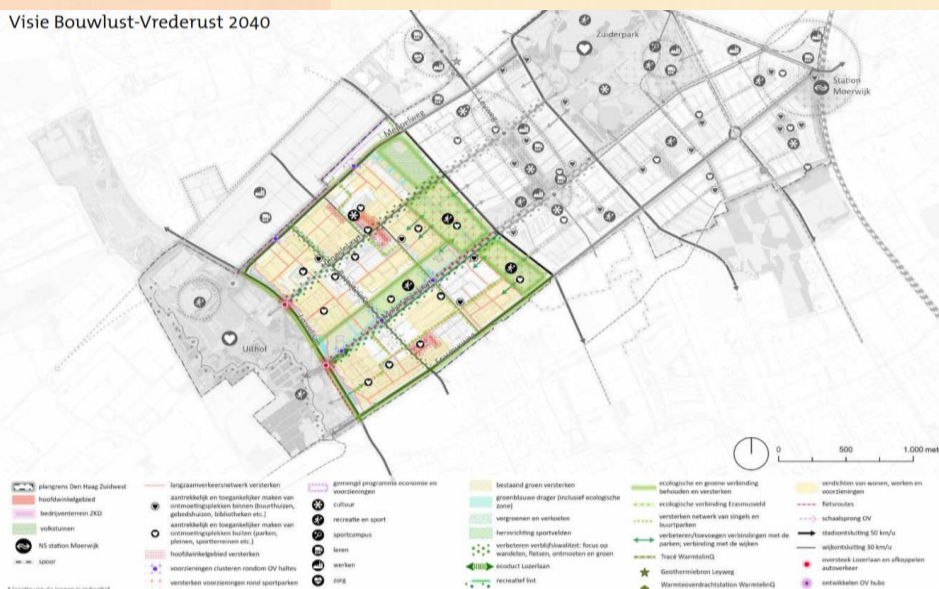 Visie Bouwlust-Vrederust 2040
Zuiderpark
Station
Moerwijk
Leyweg
Meppelweg
Uithof
0 500 1.000 met
plangrens Den Haag Zuidwest
hoofdwinkelgebied
bedrijventerrein ZKD
volkstuinen
NS station Moerwijk
spoor
langzaamverkeersnetwerk versterken
aantrekkelijk en toegankelijker maken van
ontmoetingsplekken binnen (buurthuizen,
gebedshuizen, bibliotheken etc.)
aantrekkelijk en toegankelijker maken van
ontmoetingsplekken buiten (parken,
pleinen, sportterreinen etc.)
hoofdwinkelgebied versterken
voorzieningen clusteren rondom OV haltes
versterken voorzieningen rond sportparken
gemengd programma economie en
voorzieningen
cultuur
recreatie en sport
sportcampus
leren
werken
zorg
bestaand groen versterken
groenblauwe drager (inclusief ecologische
zone)
vergroenen en verkoelen
herinrichting sportvelden
verbeteren verblijfskwaliteit: focus op
wandelen, fietsen, ontmoeten en groen
ecoduct Lozerlaan
recreatief lint
ecologische en groene verbinding
behouden en versterken
ecologische verbinding Erasmusveld
versterken netwerk van singels en
buurtparken
verbeteren/toevoegen verbindingen met de
parken; verbinding met de wijken
Tracé WarmtelinQ
Geothermiebron Leyweg
Warmteoverdrachtstation WarmtelinQ
verdichten van wonen, werken en
voorzieningen
fietsroutes
schaalsprong OV
stadsontsluiting 50 km/u
wijkontsluiting 30 km/u
oversteek Lozerlaan en afkoppelen
autoverkeer
ontwikkelen OV hubs